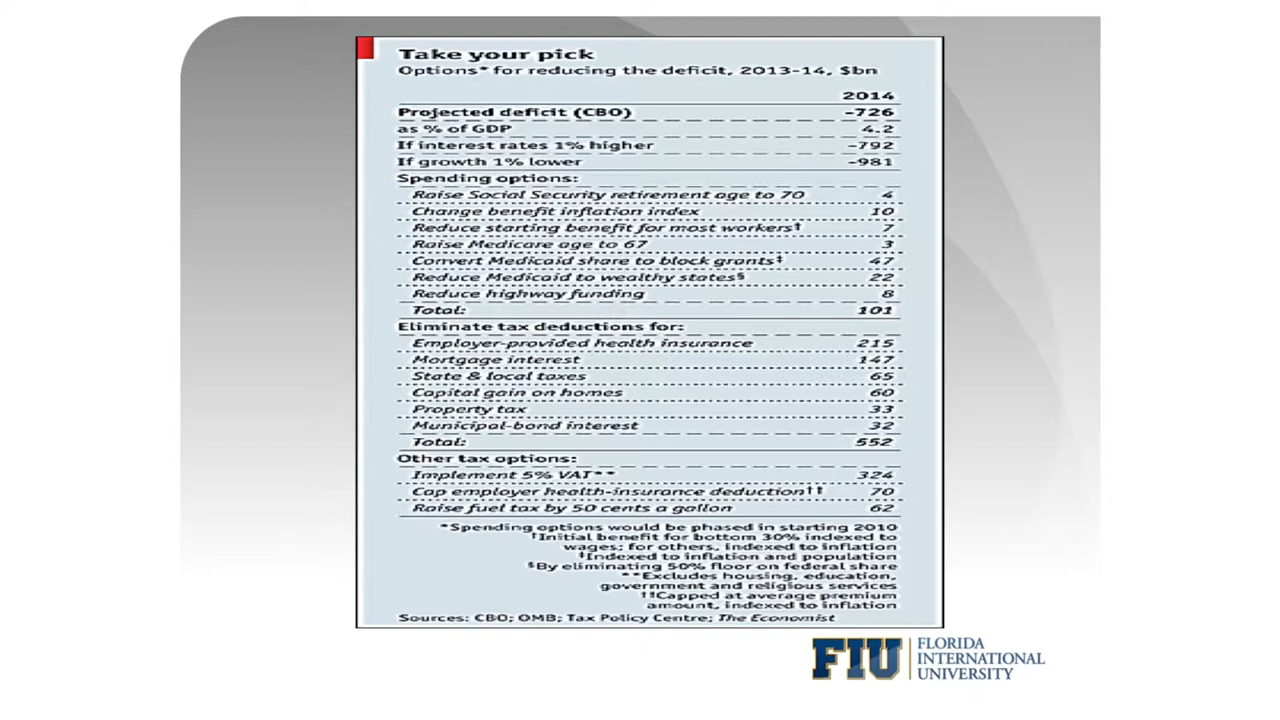 Take your pick
Options* for reducing the deficit, 2013-14, $bn
2014
Projected deficit (CBO) -726
as % of GDP 4.2
If interest rates 1% higher -792
If growth 1% lower -981
Spending options:
Raise Social Security retirement age to 70 4
Change benefit inflation index 10
Reduce starting benefit for most workers† 7
Raise Medicare age to 67 3
Convert Medicaid share to block grants‡ 47
Reduce Medicaid to wealthy states§ 22
Reduce highway funding 8
Total: 101
Eliminate tax deductions for:
Employer-provided health insurance 215
Mortgage interest 147
State & local taxes 65
Capital gain on homes 60
Property tax 33
Municipal-bond interest 32
Total: 552
Other tax options:
Implement 5% VAT** 324
Cap employer health-insurance deduction†† 70
Raise fuel tax by 50 cents a gallon 62
*Spending options would be phased in starting 2010
†Initial benefit for bottom 30% indexed to
wages; for others, indexed to inflation
‡Indexed to inflation and population
§By eliminating 50% floor on federal share
**Excludes housing, education,
government and religious services
††Capped at average premium
amount, indexed to inflation
Sources: CBO; OMB; Tax Policy Centre; The Economist
FIU
FLORIDA
INTERNATIONAL
UNIVERSITY